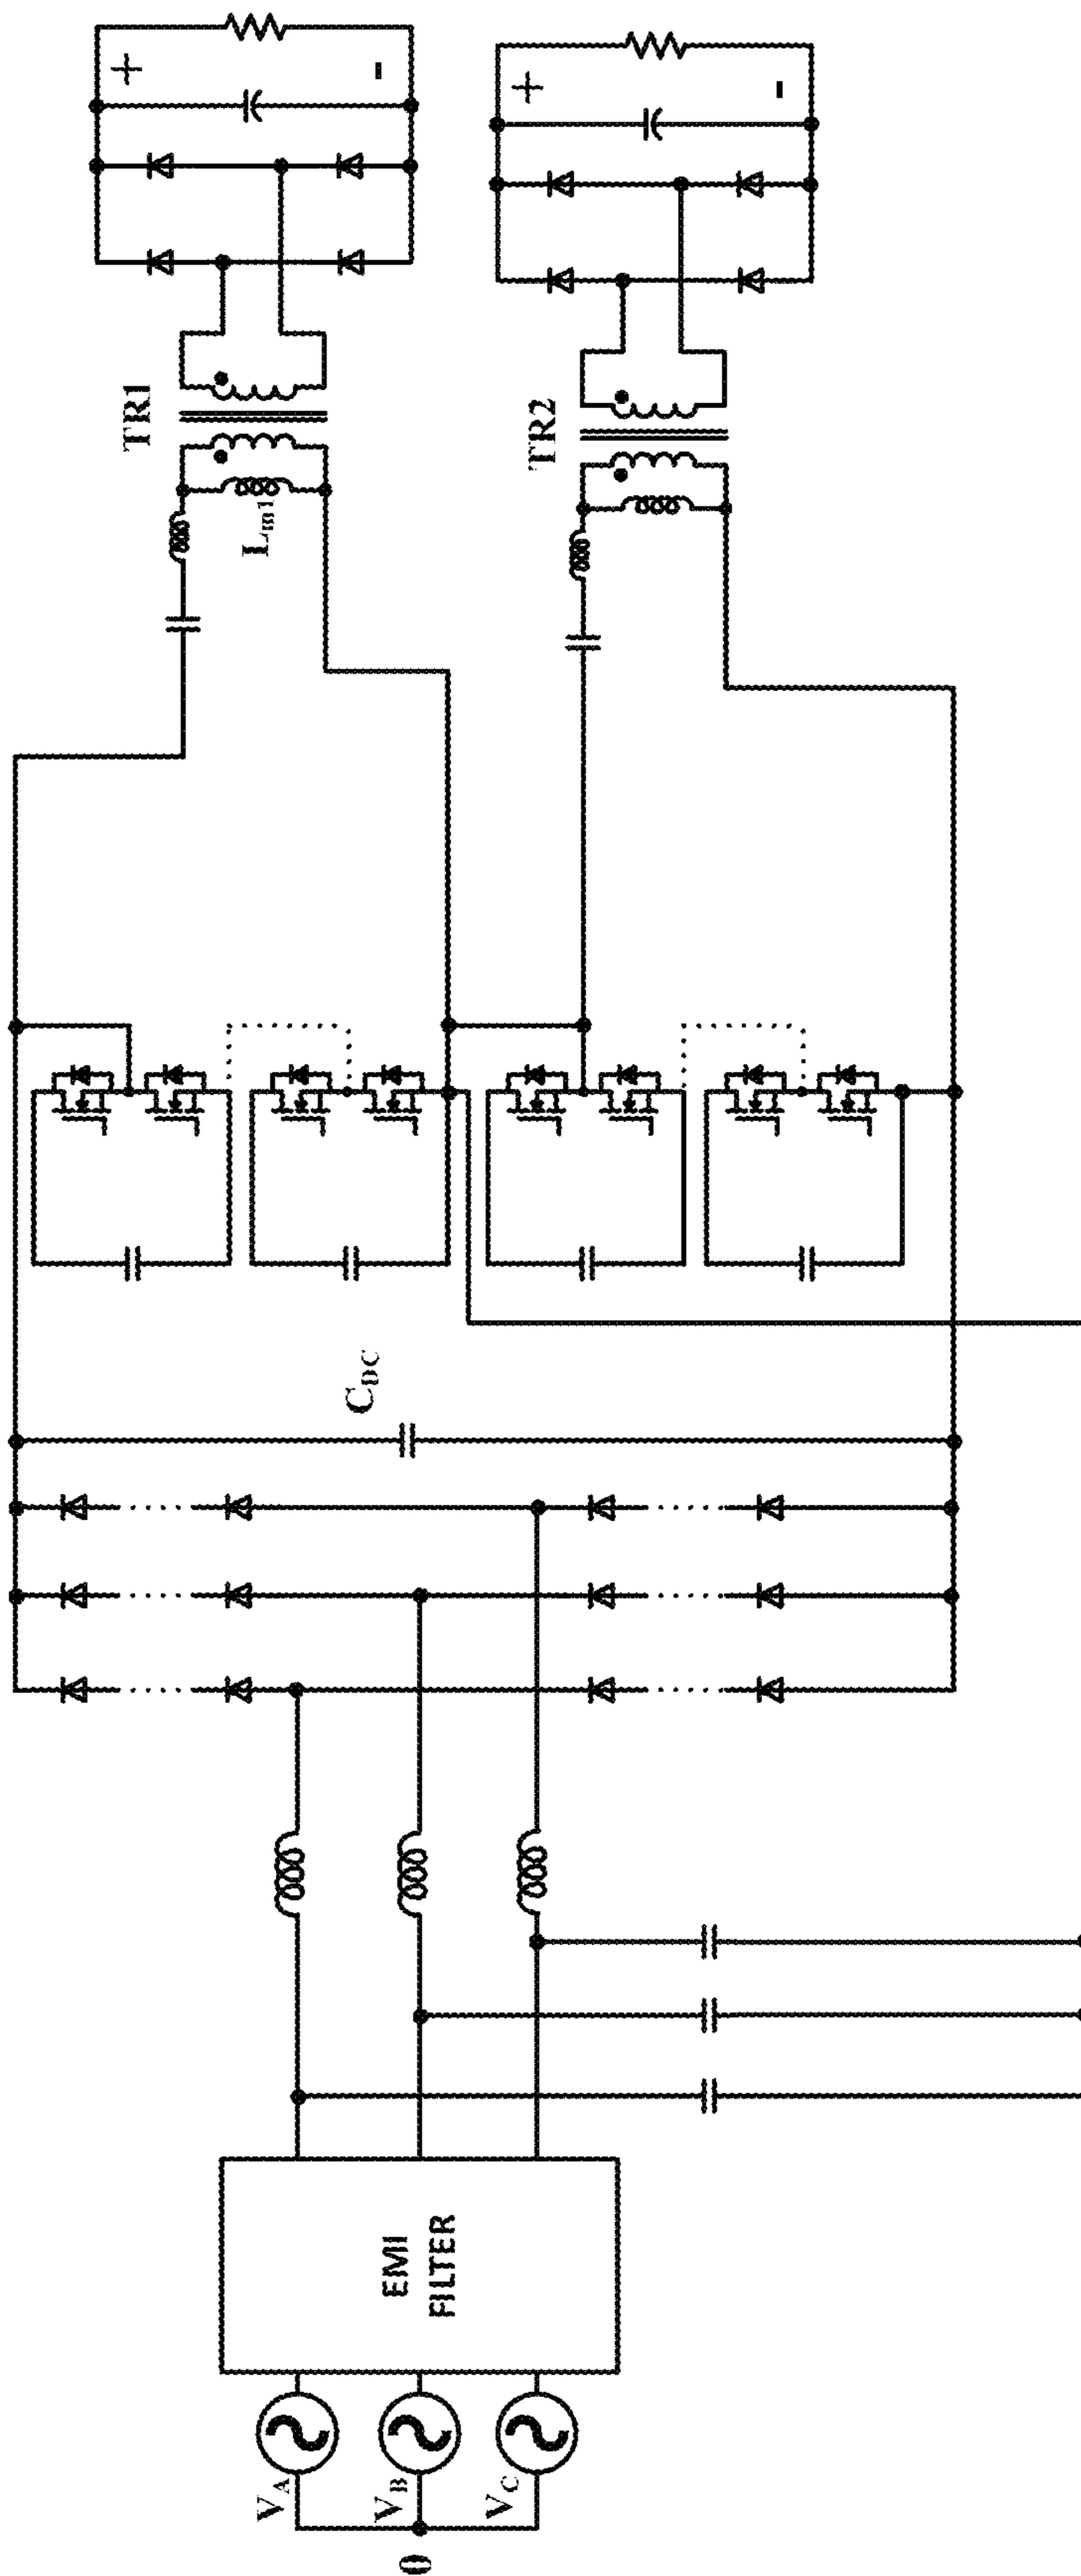 TR1
+
-
L_m1
TR2
+
-
C_DC
EMI
FILTER
V_A
V_B
V_C
0